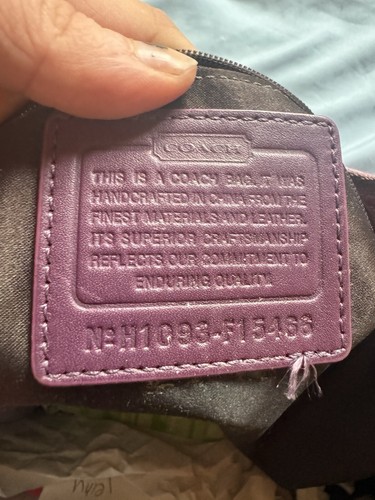 COACH
THIS IS A COACH BAG. IT WAS
HANDCRAFTED IN CHINA FROM THE
FINEST MATERIALS AND LEATHER.
ITS SUPERIOR CRAFTSMANSHIP
REFLECTS OUR COMMITMENT TO
ENDURING QUALITY.
Nº H1093-F15466